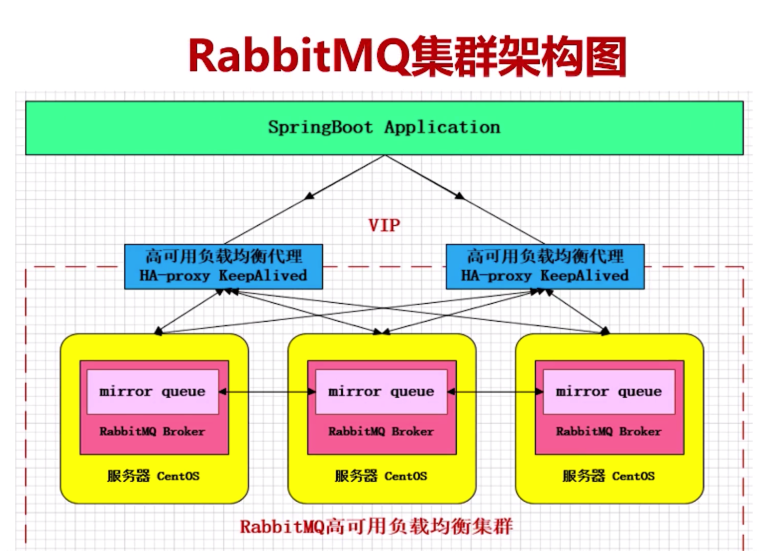 RabbitMQ集群架构图
SpringBoot Application
VIP
高可用负载均衡代理
HA-proxy KeepAlived
高可用负载均衡代理
HA-proxy KeepAlived
mirror queue
RabbitMQ Broker
服务器 CentOS
mirror queue
RabbitMQ Broker
服务器 CentOS
mirror queue
RabbitMQ Broker
服务器 CentOS
RabbitMQ高可用负载均衡集群